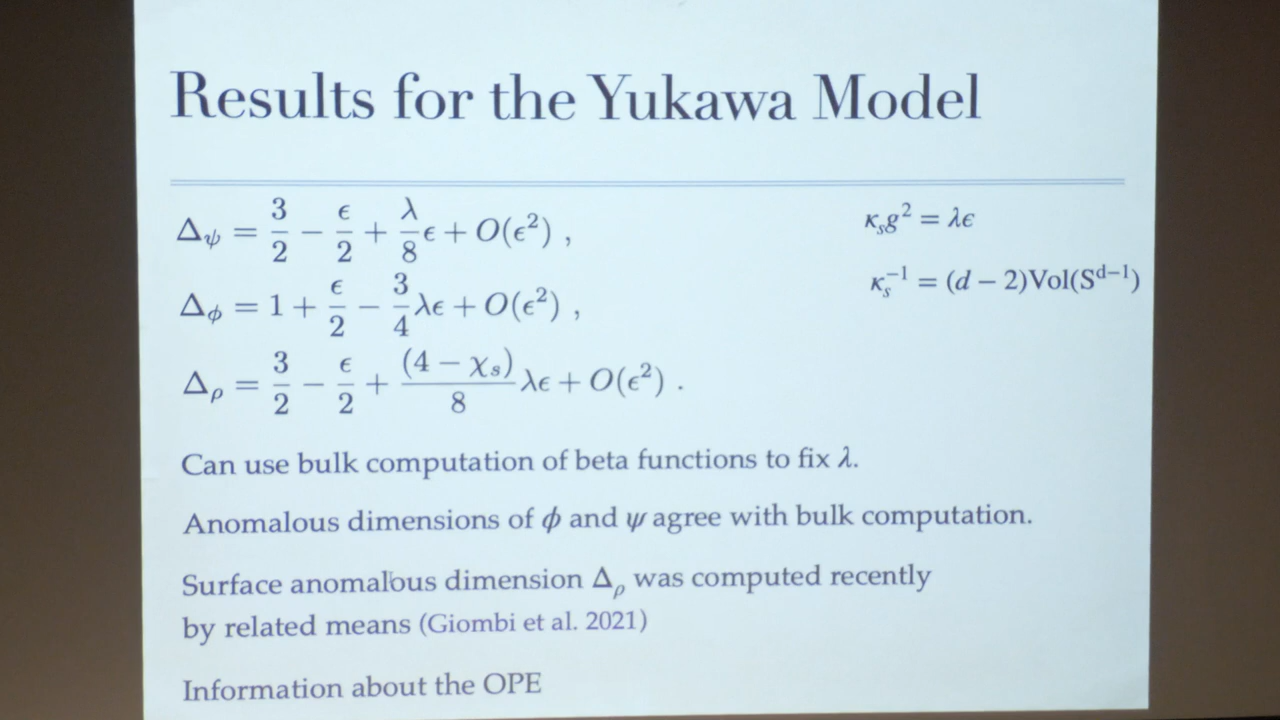 Results for the Yukawa Model
Δ_ψ = 3/2 − ϵ/2 + λ/8 ϵ + O(ϵ²) ,
κ_s g² = λϵ
Δ_ϕ = 1 + ϵ/2 − 3/4 λϵ + O(ϵ²) ,
κ_s⁻¹ = (d − 2)Vol(S^{d−1})
Δ_ρ = 3/2 − ϵ/2 + (4 − χ_s)/8 λϵ + O(ϵ²) .
Can use bulk computation of beta functions to fix λ.
Anomalous dimensions of ϕ and ψ agree with bulk computation.
Surface anomalous dimension Δ_ρ was computed recently
by related means (Giombi et al. 2021)
Information about the OPE